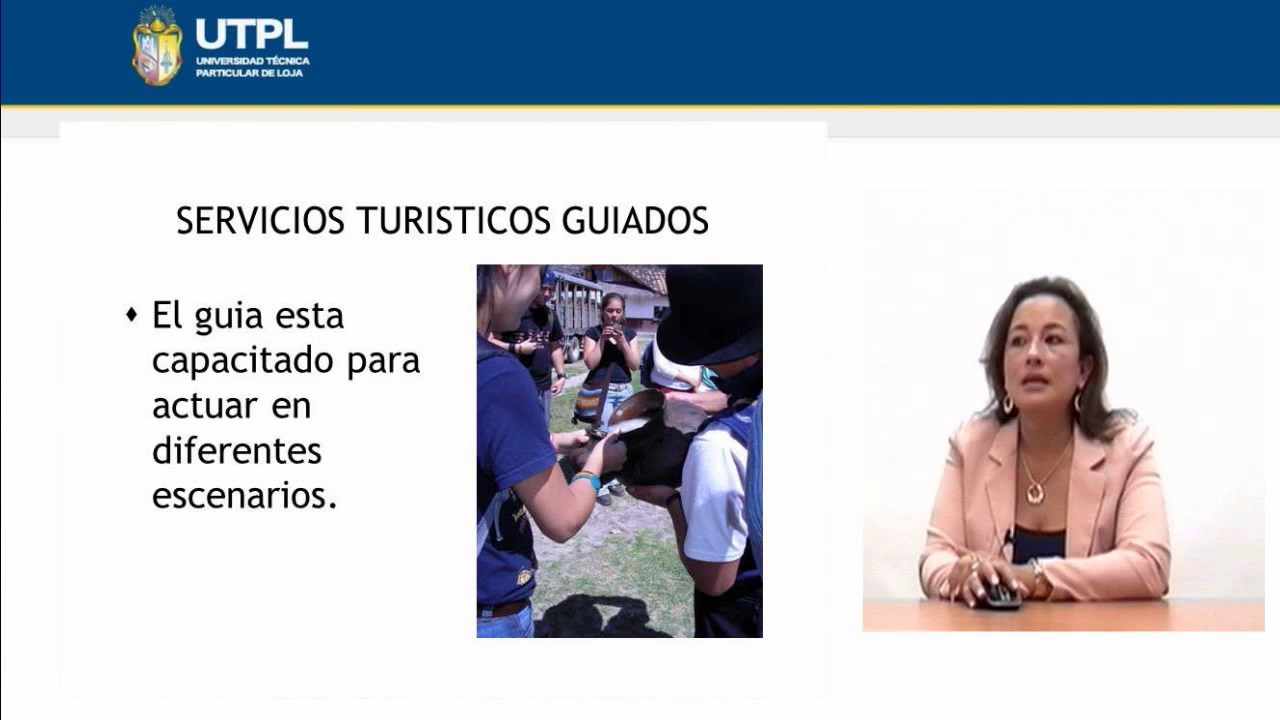 UTPL
UNIVERSIDAD TÉCNICA
PARTICULAR DE LOJA
SERVICIOS TURISTICOS GUIADOS
El guia esta
capacitado para
actuar en
diferentes
escenarios.